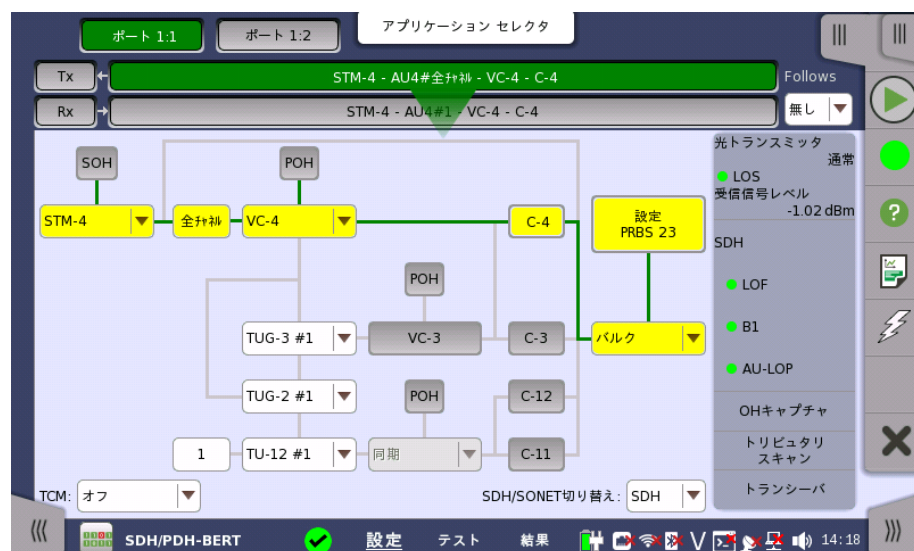 ポート 1:1
ポート 1:2
アプリケーション セレクタ
Tx
STM-4 - AU4#全ﾁｬﾈﾙ - VC-4 - C-4
Follows
Rx
STM-4 - AU4#1 - VC-4 - C-4
無し
SOH
POH
STM-4
全ﾁｬﾈﾙ
VC-4
C-4
設定
PRBS 23
POH
TUG-3 #1
VC-3
C-3
バルク
TUG-2 #1
POH
C-12
1
TU-12 #1
同期
C-11
TCM: オフ
SDH/SONET切り替え: SDH
光トランスミッタ
通常
LOS
受信信号レベル
-1.02 dBm
SDH
LOF
B1
AU-LOP
OHキャプチャ
トリビュタリ
スキャン
トランシーバ
SDH/PDH-BERT
設定
テスト
結果
14:18